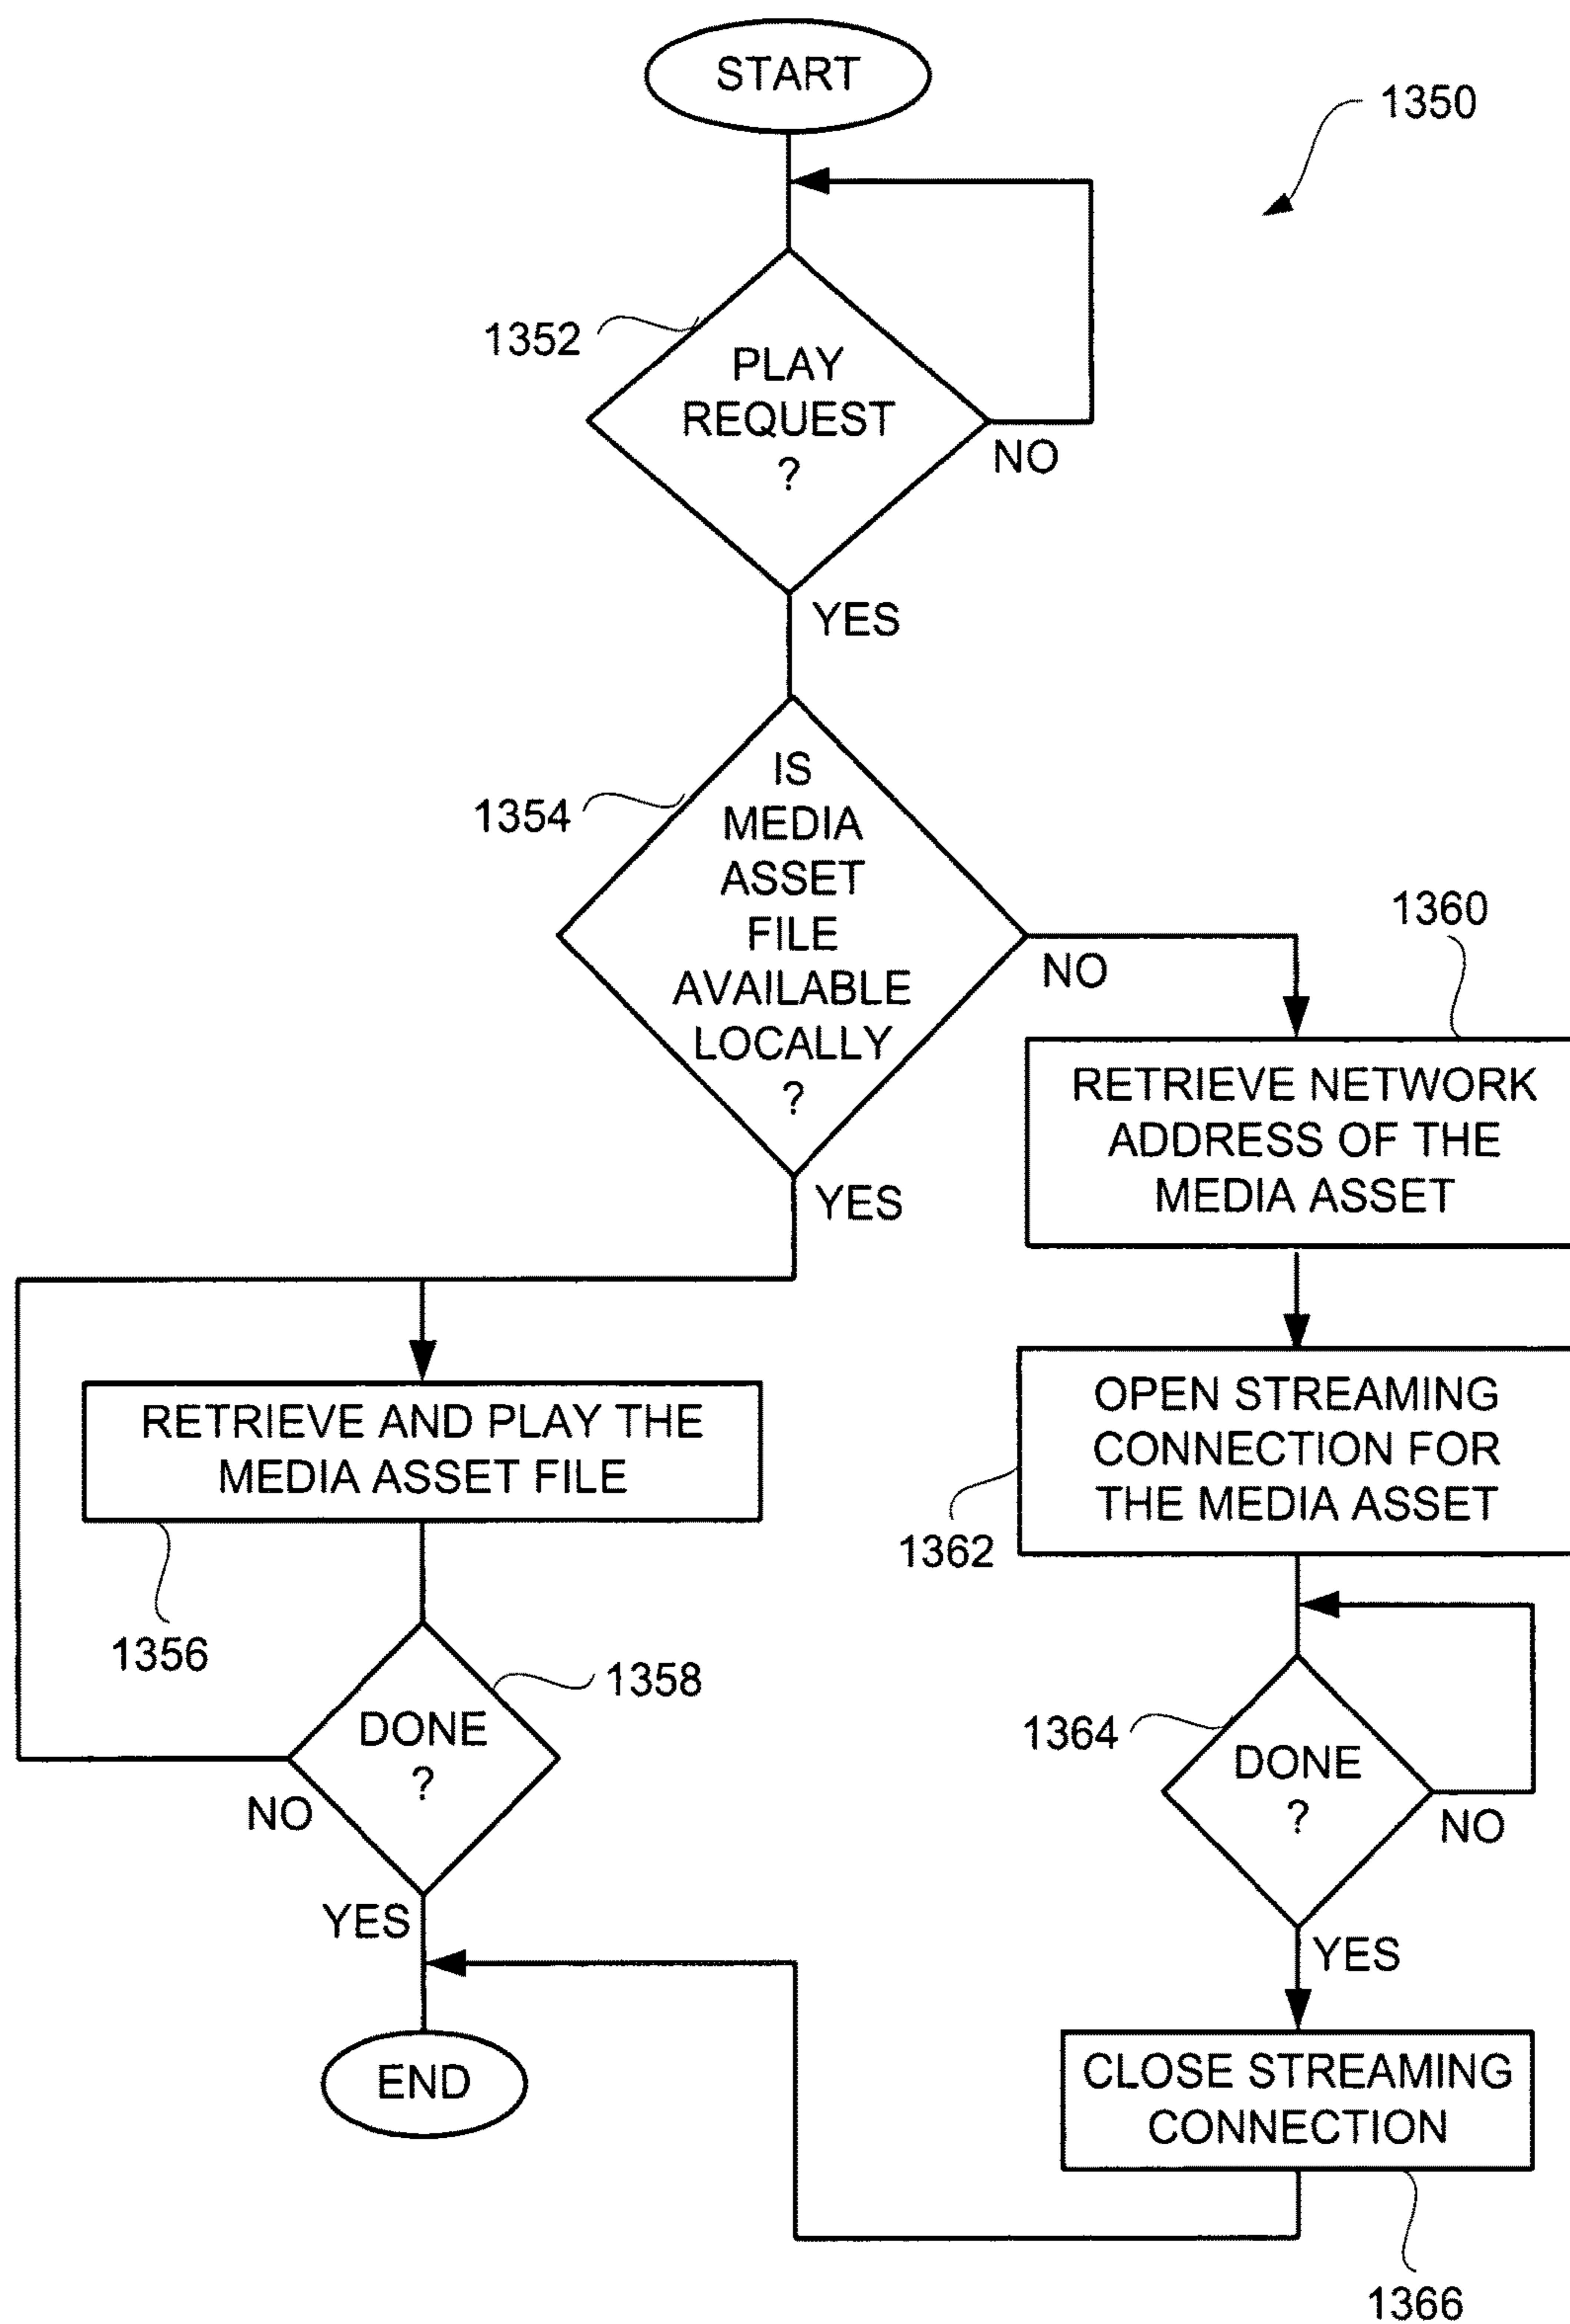 START
1350
1352
PLAY
REQUEST
?
NO
YES
1354
IS
MEDIA
ASSET
FILE
AVAILABLE
LOCALLY
?
NO
YES
1360
RETRIEVE NETWORK
ADDRESS OF THE
MEDIA ASSET
RETRIEVE AND PLAY THE
MEDIA ASSET FILE
1356
OPEN STREAMING
CONNECTION FOR
THE MEDIA ASSET
1362
1358
DONE
?
NO
YES
1364
DONE
?
NO
YES
END
CLOSE STREAMING
CONNECTION
1366